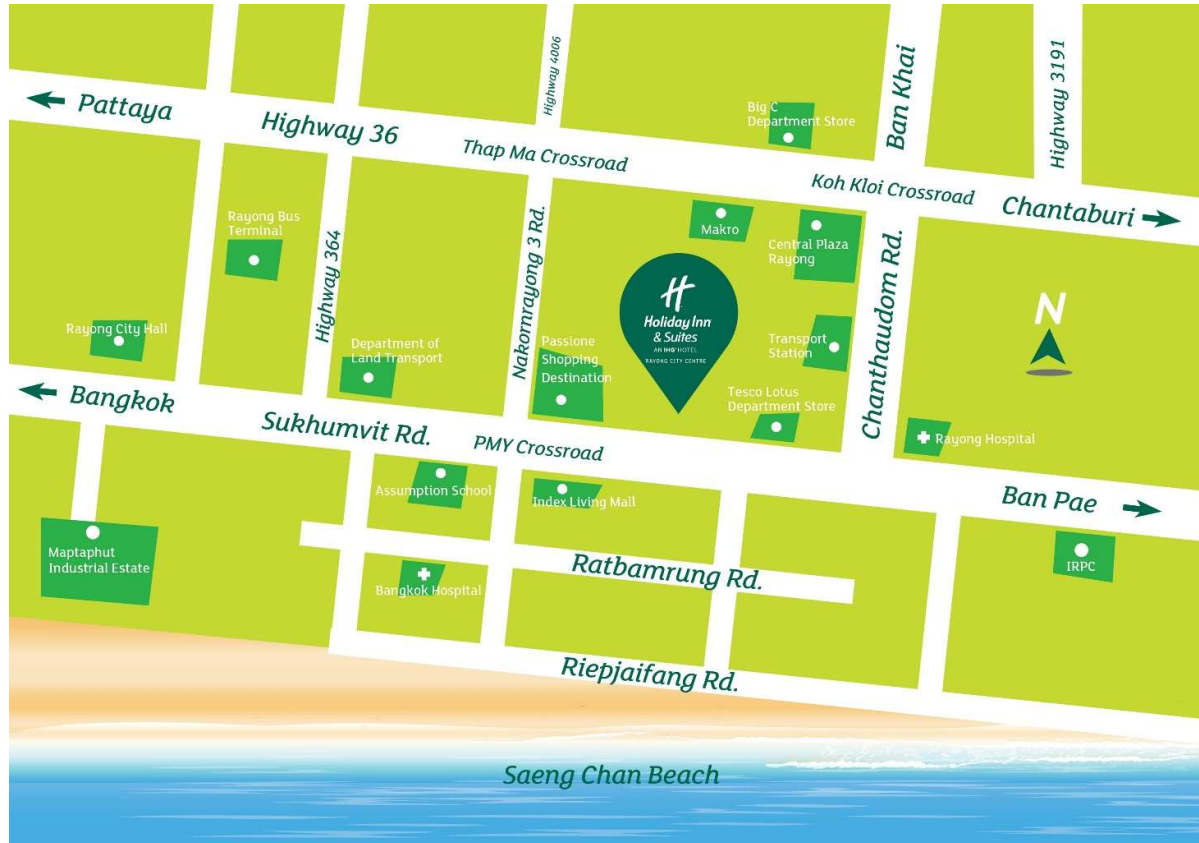 Highway 4006
Ban Khai
Highway 3191
Pattaya
Highway 36
Thap Ma Crossroad
Big C
Department Store
Koh Kloi Crossroad
Chantaburi
Rayong Bus
Terminal
Highway 364
Nakornrayong 3 Rd.
Makro
Central Plaza
Rayong
Chanthaudom Rd.
H
Holiday Inn
& Suites
AN IHG® HOTEL
RAYONG CITY CENTRE
N
Rayong City Hall
Department of
Land Transport
Passione
Shopping
Destination
Transport
Station
Tesco Lotus
Department Store
Bangkok
Sukhumvit Rd.
PMY Crossroad
Rayong Hospital
Assumption School
Index Living Mall
Ban Pae
Maptaphut
Industrial Estate
Bangkok Hospital
Ratbamrung Rd.
IRPC
Riepjaifang Rd.
Saeng Chan Beach